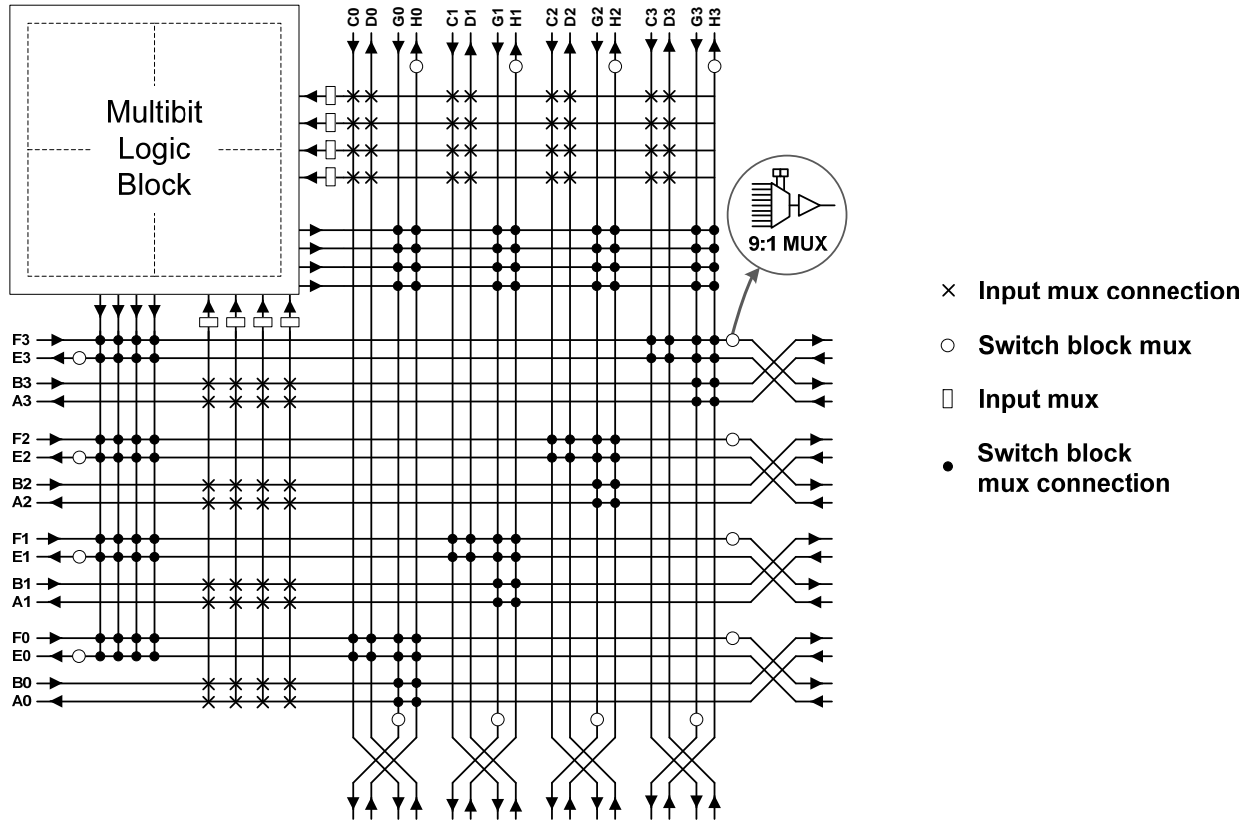 C0 D0 G0 H0 C1 D1 G1 H1 C2 D2 G2 H2 C3 D3 G3 H3
Multibit
Logic
Block
9:1 MUX
Input mux connection
Switch block mux
Input mux
Switch block
mux connection
F3
E3
B3
A3
F2
E2
B2
A2
F1
E1
B1
A1
F0
E0
B0
A0